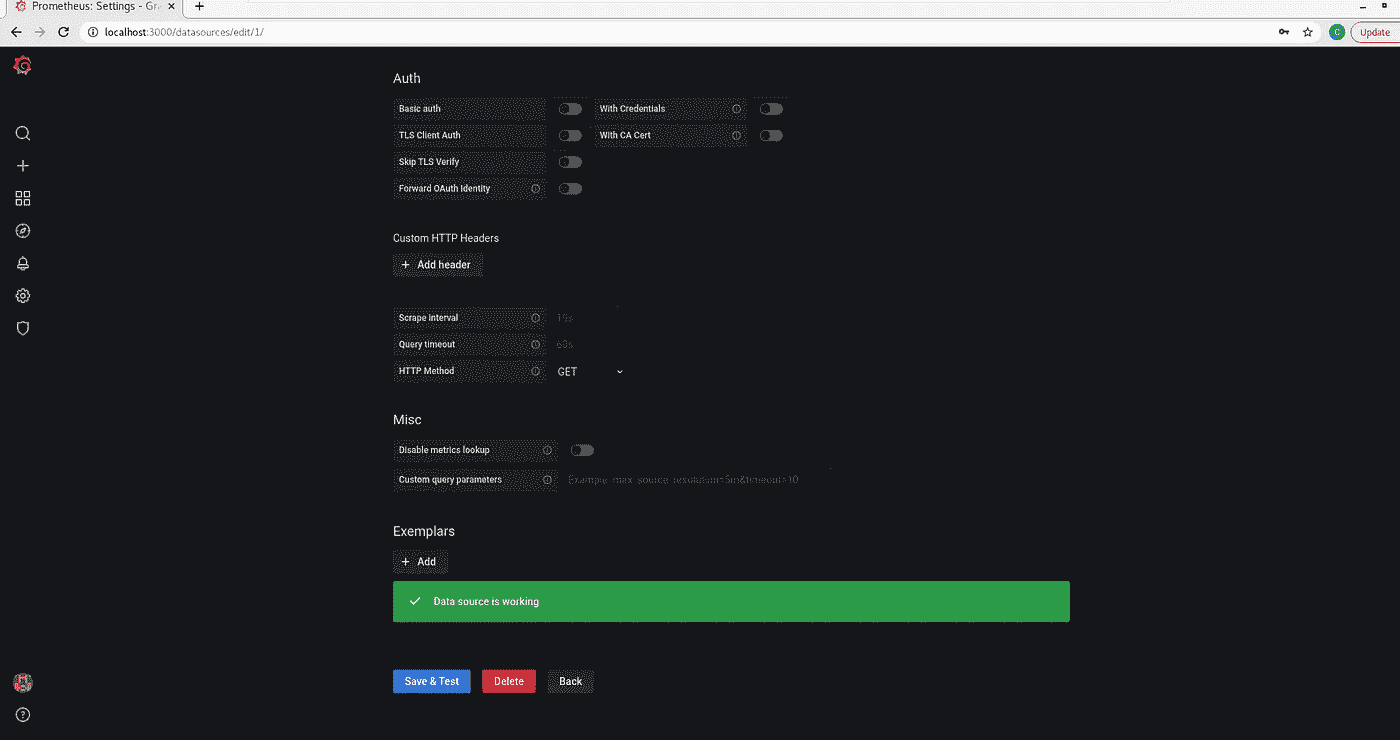 Prometheus: Settings - Gr
localhost:3000/datasources/edit/1/
C
Update
Auth
Basic auth
With Credentials
TLS Client Auth
With CA Cert
Skip TLS Verify
Forward OAuth Identity
Custom HTTP Headers
+ Add header
Scrape interval
15s
Query timeout
60s
HTTP Method
GET
Misc
Disable metrics lookup
Custom query parameters
Example: max_source_resolution=5m&timeout=10
Exemplars
+ Add
Data source is working
Save & Test
Delete
Back